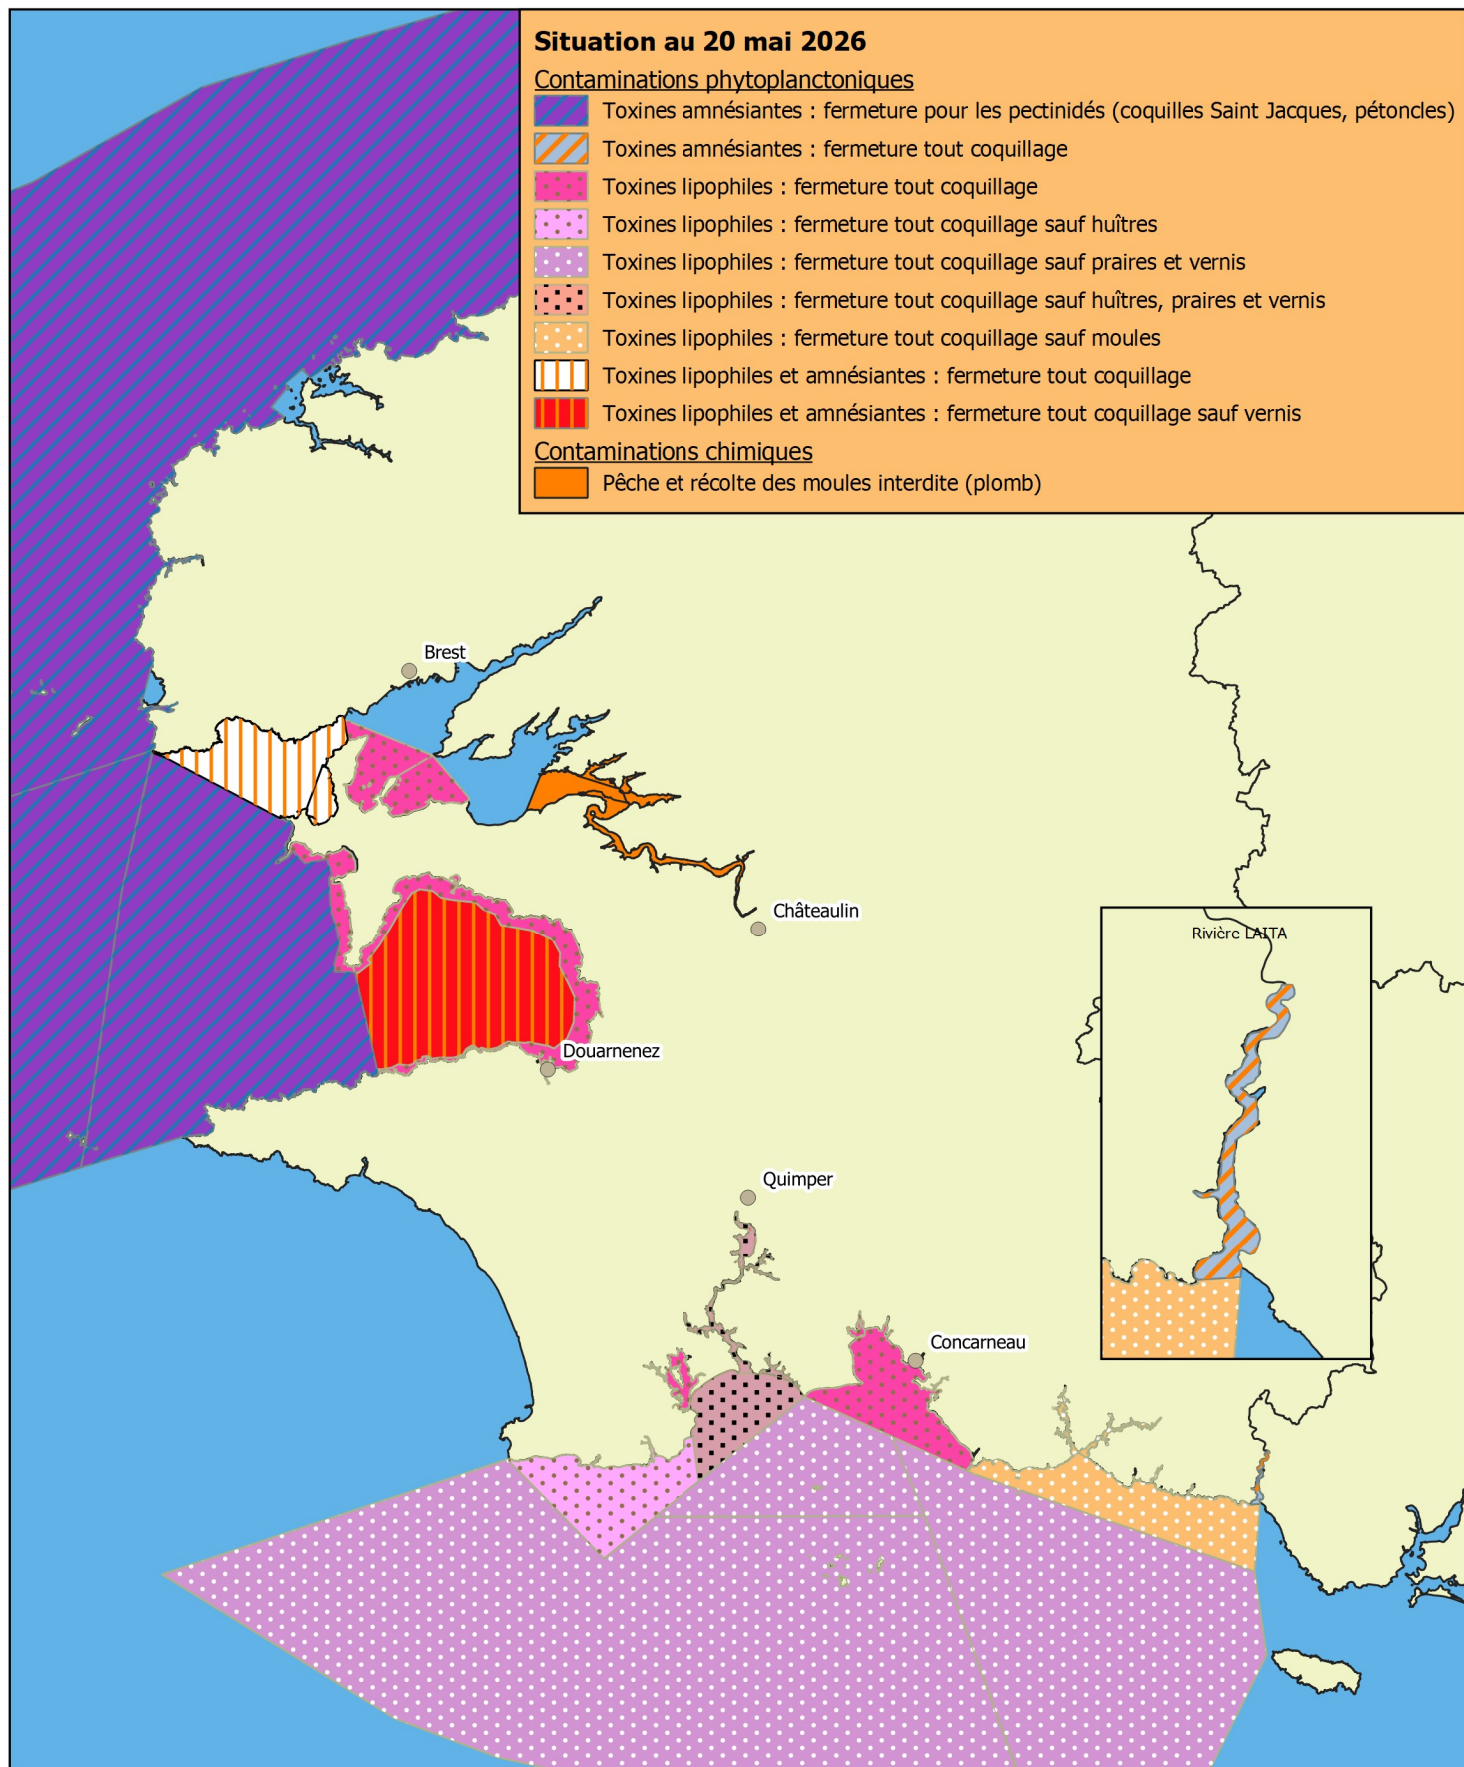 Situation au 20 mai 2026
Contaminations phytoplanctoniques
Toxines amnésiantes : fermeture pour les pectinidés (coquilles Saint Jacques, pétoncles)
Toxines amnésiantes : fermeture tout coquillage
Toxines lipophiles : fermeture tout coquillage
Toxines lipophiles : fermeture tout coquillage sauf huîtres
Toxines lipophiles : fermeture tout coquillage sauf praires et vernis
Toxines lipophiles : fermeture tout coquillage sauf huîtres, praires et vernis
Toxines lipophiles : fermeture tout coquillage sauf moules
Toxines lipophiles et amnésiantes : fermeture tout coquillage
Toxines lipophiles et amnésiantes : fermeture tout coquillage sauf vernis
Contaminations chimiques
Pêche et récolte des moules interdite (plomb)
Brest
Châteaulin
Rivière LAITA
Douarnenez
Quimper
Concarneau